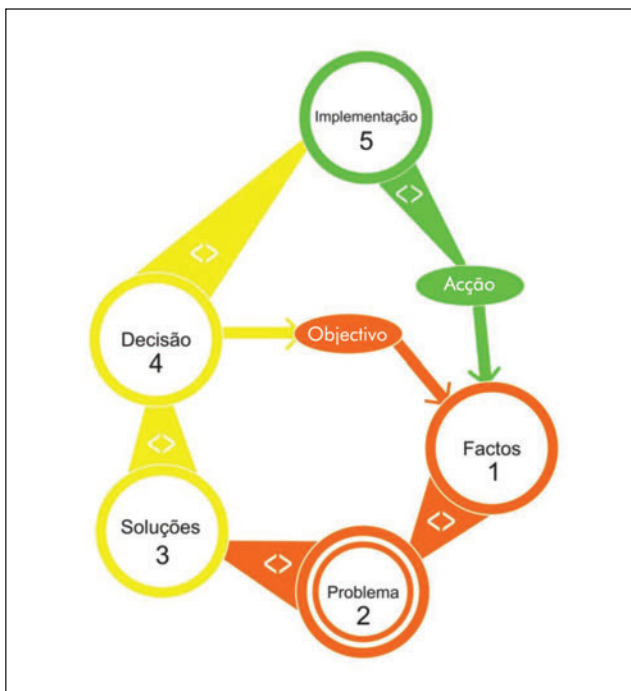 Implementação
5
<>
<>
Acção
Decisão
4
Objectivo
Factos
1
<>
<>
Soluções
3
<>
Problema
2